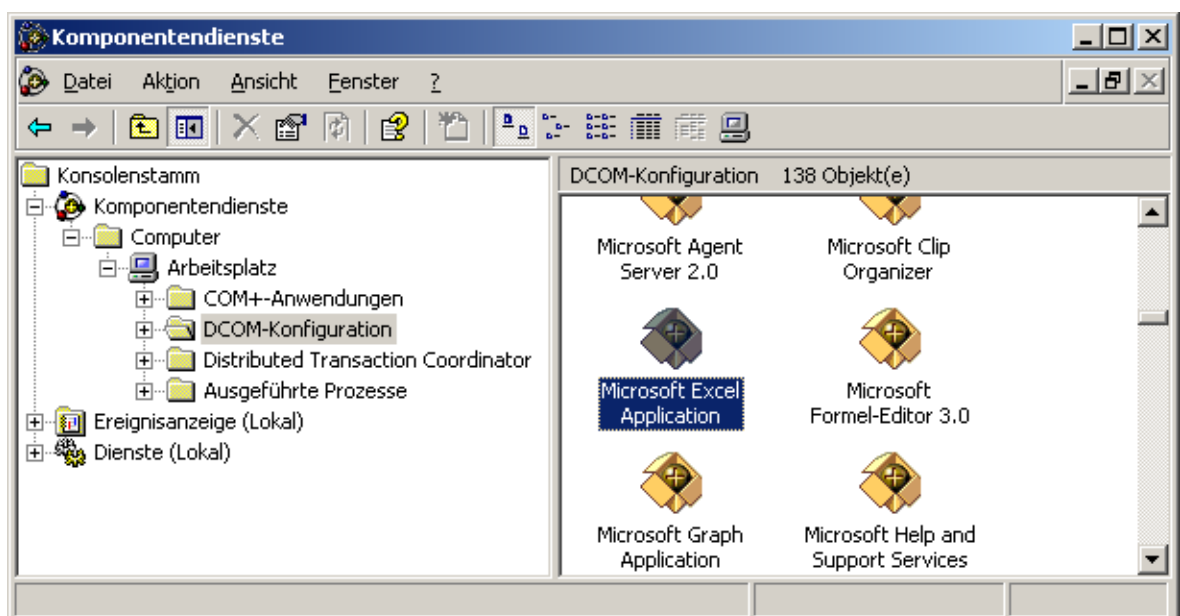 Komponentendienste
Datei Aktion Ansicht Fenster ?
Konsolenstamm
Komponentendienste
Computer
Arbeitsplatz
COM+-Anwendungen
DCOM-Konfiguration
Distributed Transaction Coordinator
Ausgeführte Prozesse
Ereignisanzeige (Lokal)
Dienste (Lokal)
DCOM-Konfiguration 138 Objekt(e)
Microsoft Agent
Server 2.0
Microsoft Clip
Organizer
Microsoft Excel
Application
Microsoft
Formel-Editor 3.0
Microsoft Graph
Application
Microsoft Help and
Support Services